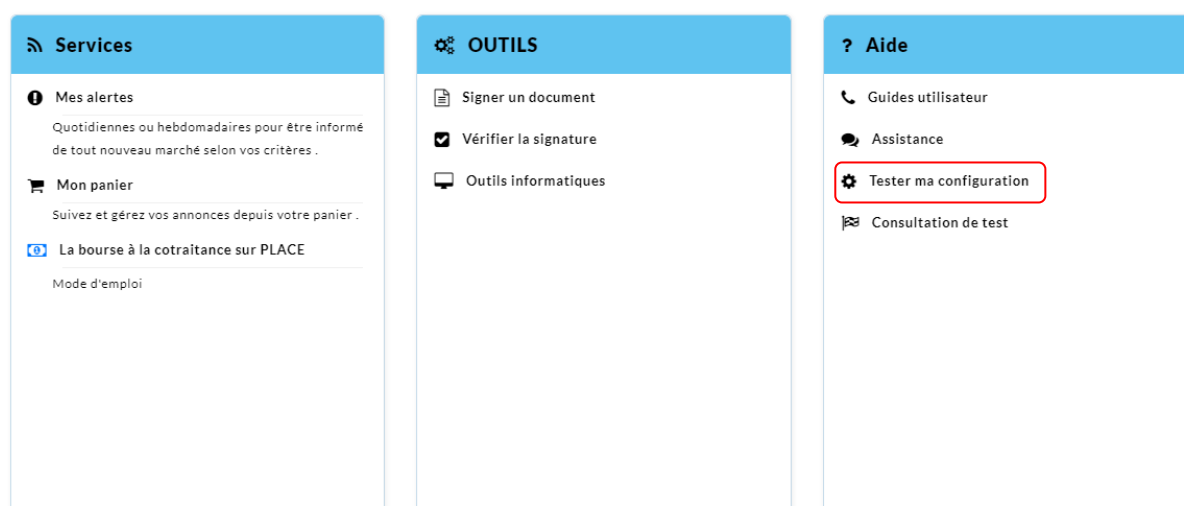 Services
Mes alertes
Quotidiennes ou hebdomadaires pour être informé
de tout nouveau marché selon vos critères .
Mon panier
Suivez et gérez vos annonces depuis votre panier .
La bourse à la cotraitance sur PLACE
Mode d'emploi
OUTILS
Signer un document
Vérifier la signature
Outils informatiques
? Aide
Guides utilisateur
Assistance
Tester ma configuration
Consultation de test